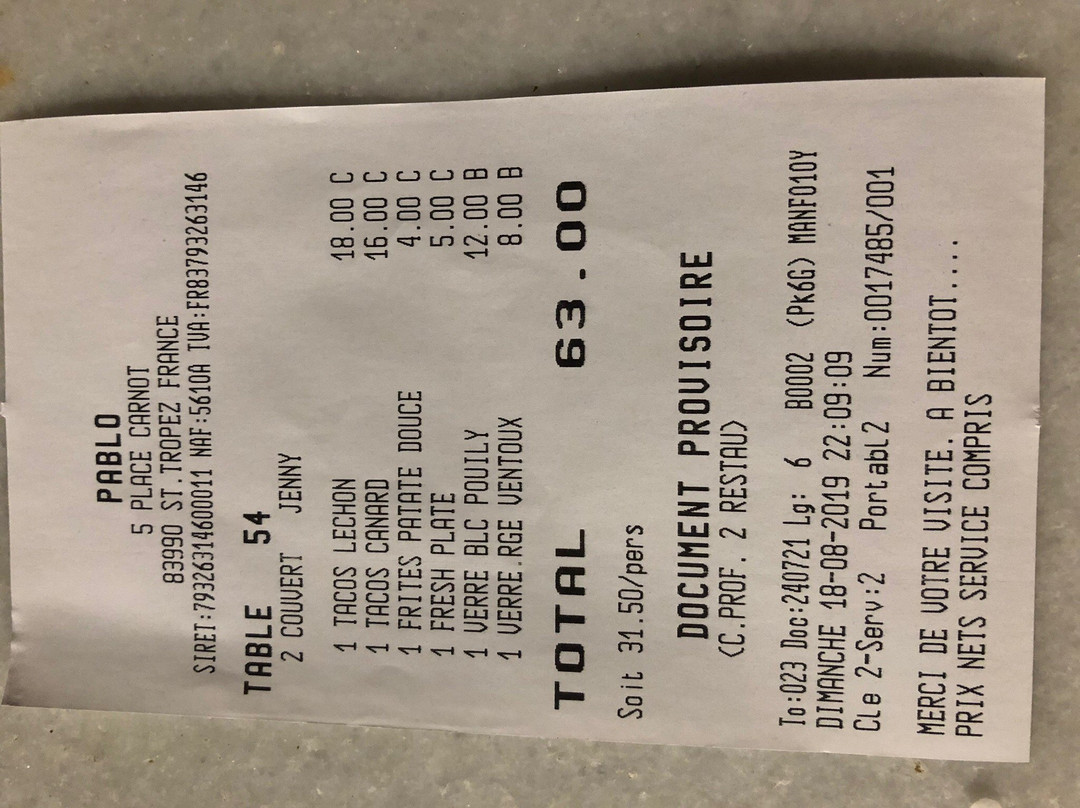 PABLO
5 PLACE CARNOT
83990 ST.TROPEZ FRANCE
SIRET:79326314600011 NAF:5610A TVA:FR83793263146
TABLE 54
2 COUVERT JENNY
1 TACOS LECHON 18.00 C
1 TACOS CANARD 16.00 C
1 FRITES PATATE DOUCE 4.00 C
1 FRESH PLATE 5.00 C
1 VERRE BLC POUILY 12.00 B
1 VERRE.RGE VENTOUX 8.00 B
TOTAL 63.00
Soit 31.50/pers
DOCUMENT PROVISOIRE
(C.PROF. 2 RESTAU)
To:023 Doc:240721 Lg: 6 B0002 (Pk6G) MANFO10Y
DIMANCHE 18-08-2019 22:09:09
Cle 2-Serv:2 Portabl2 Num:0017485/001
MERCI DE VOTRE VISITE. A BIENTOT....
PRIX NETS SERVICE COMPRIS